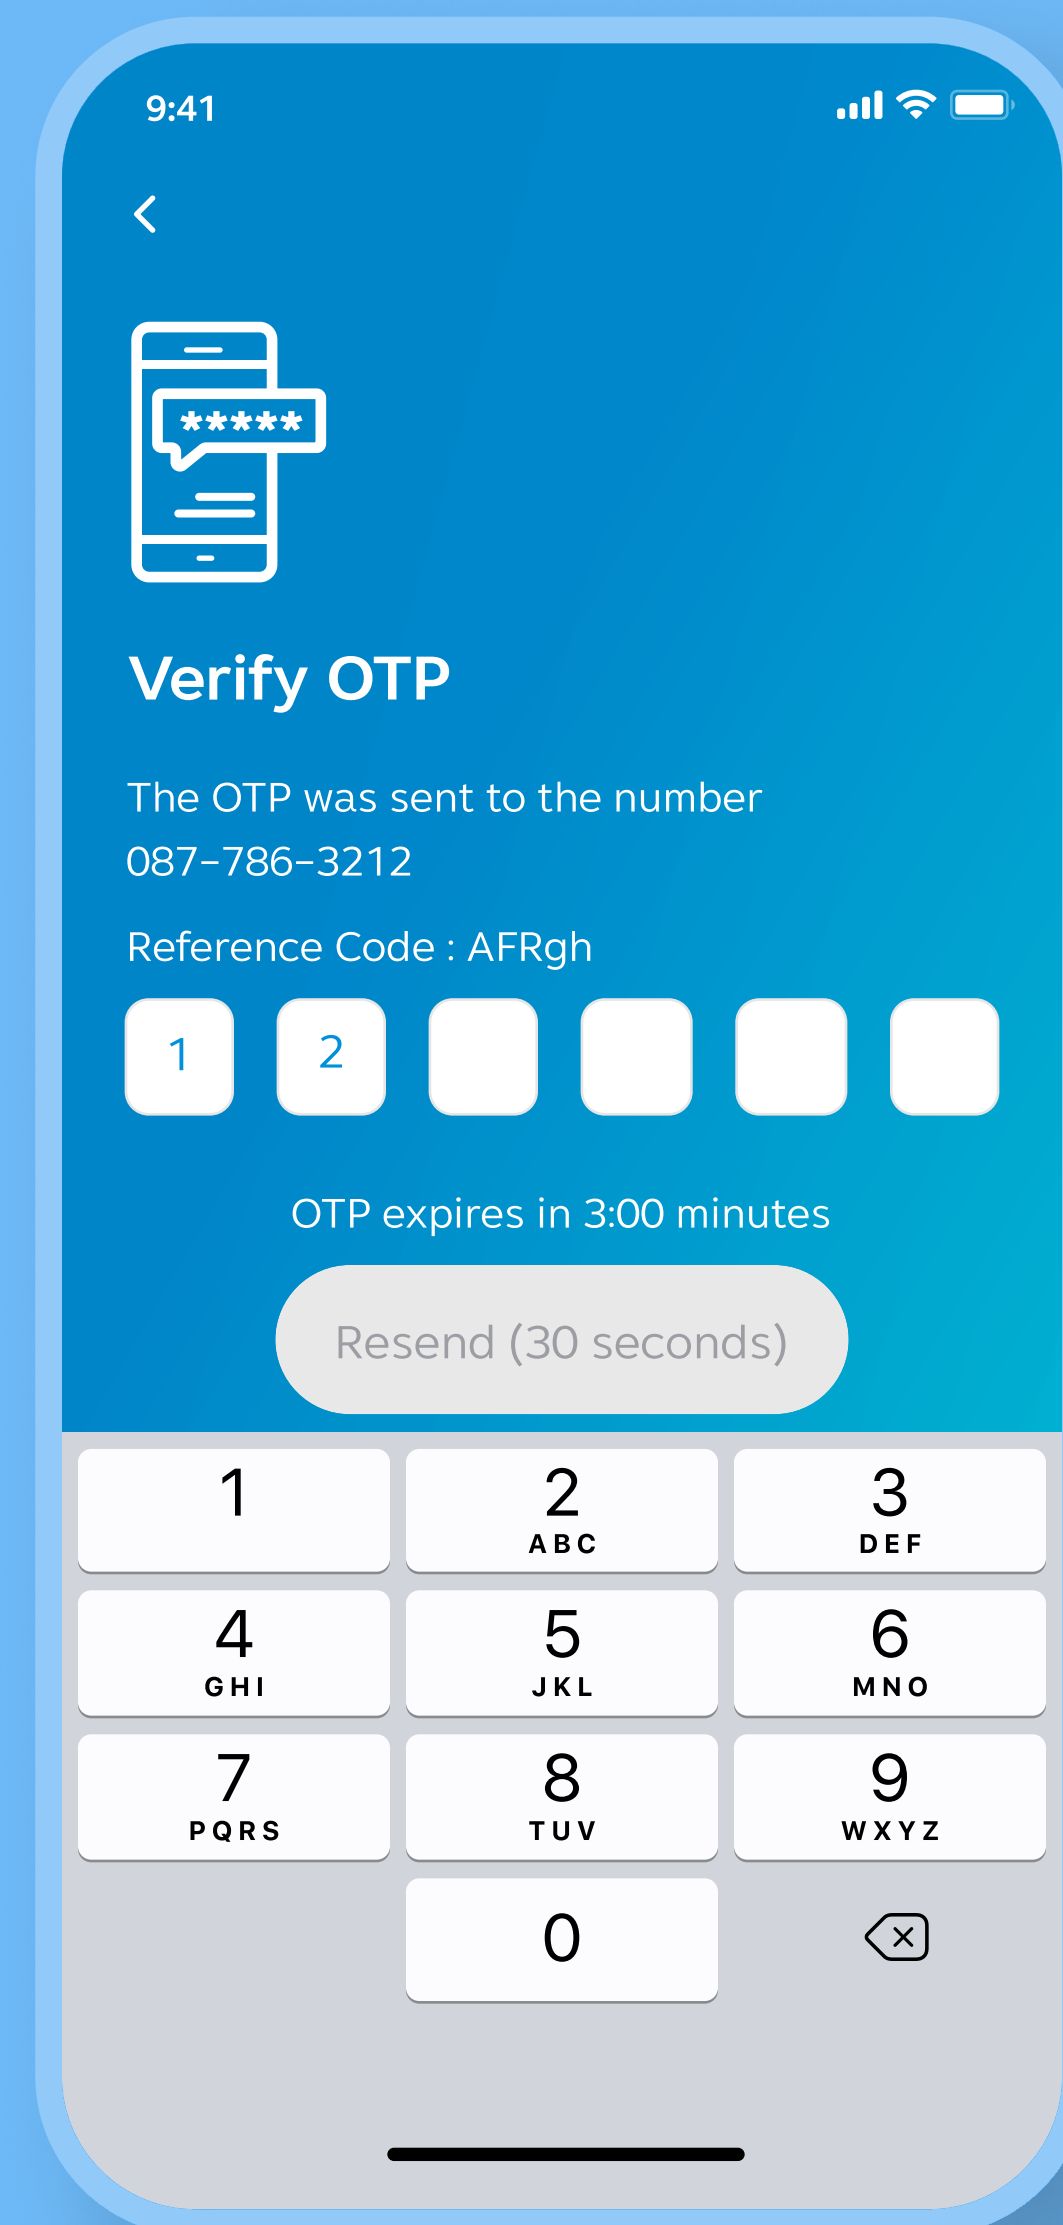 9:41
*****
Verify OTP
The OTP was sent to the number
087-786-3212
Reference Code : AFRgh
1 2
OTP expires in 3:00 minutes
Resend (30 seconds)
1 2 3
ABC DEF
4 5 6
GHI JKL MNO
7 8 9
PQRS TUV WXYZ
0